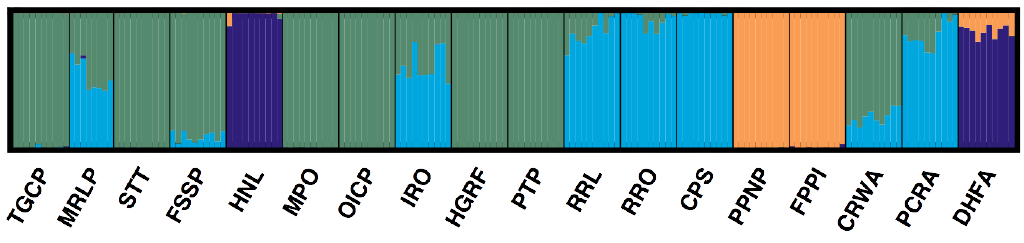 TGCP
MRLP
STT
FSSP
HNL
MPO
OICP
IRO
HGRF
PTP
RRL
RRO
CPS
PPNP
FPPI
CRWA
PCRA
DHFA